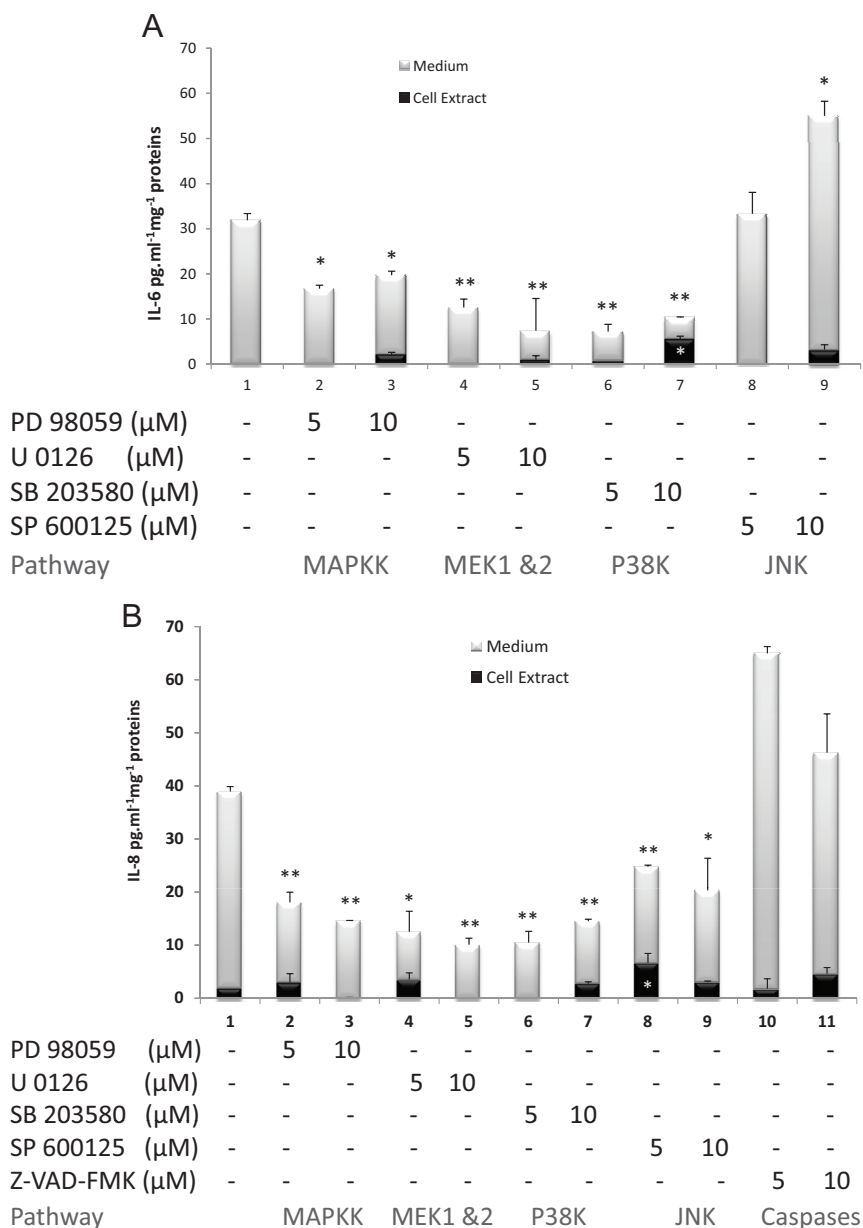 A
70
60
50
40
30
20
10
0
IL-6 pg.ml⁻¹mg⁻¹ proteins
Medium
Cell Extract
* * ** ** ** ** * *
1 2 3 4 5 6 7 8 9
PD 98059 (µM) - 5 10 - - - - - -
U 0126 (µM) - - - 5 10 - - - -
SB 203580 (µM) - - - - - 5 10 - -
SP 600125 (µM) - - - - - - - 5 10
Pathway MAPKK MEK1 &2 P38K JNK
B
70
60
50
40
30
20
10
0
IL-8 pg.ml⁻¹mg⁻¹ proteins
Medium
Cell Extract
** ** * ** ** ** ** * *
1 2 3 4 5 6 7 8 9 10 11
PD 98059 (µM) - 5 10 - - - - - - - -
U 0126 (µM) - - - 5 10 - - - - - -
SB 203580 (µM) - - - - - 5 10 - - - -
SP 600125 (µM) - - - - - - - 5 10 - -
Z-VAD-FMK (µM) - - - - - - - - - 5 10
Pathway MAPKK MEK1 &2 P38K JNK Caspases